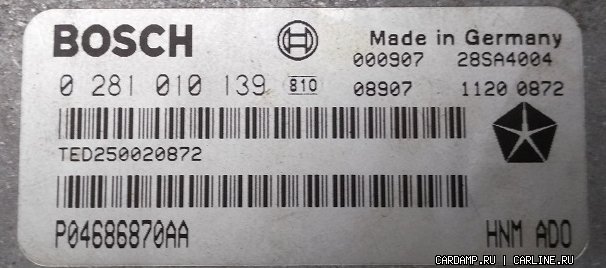 BOSCH
Made in Germany
000907 28SA4004
0 281 010 139 810
08907 1120 0872
TED250020872
P04686870AA HNM ADO
CARDAMP.RU | CARLINE.RU